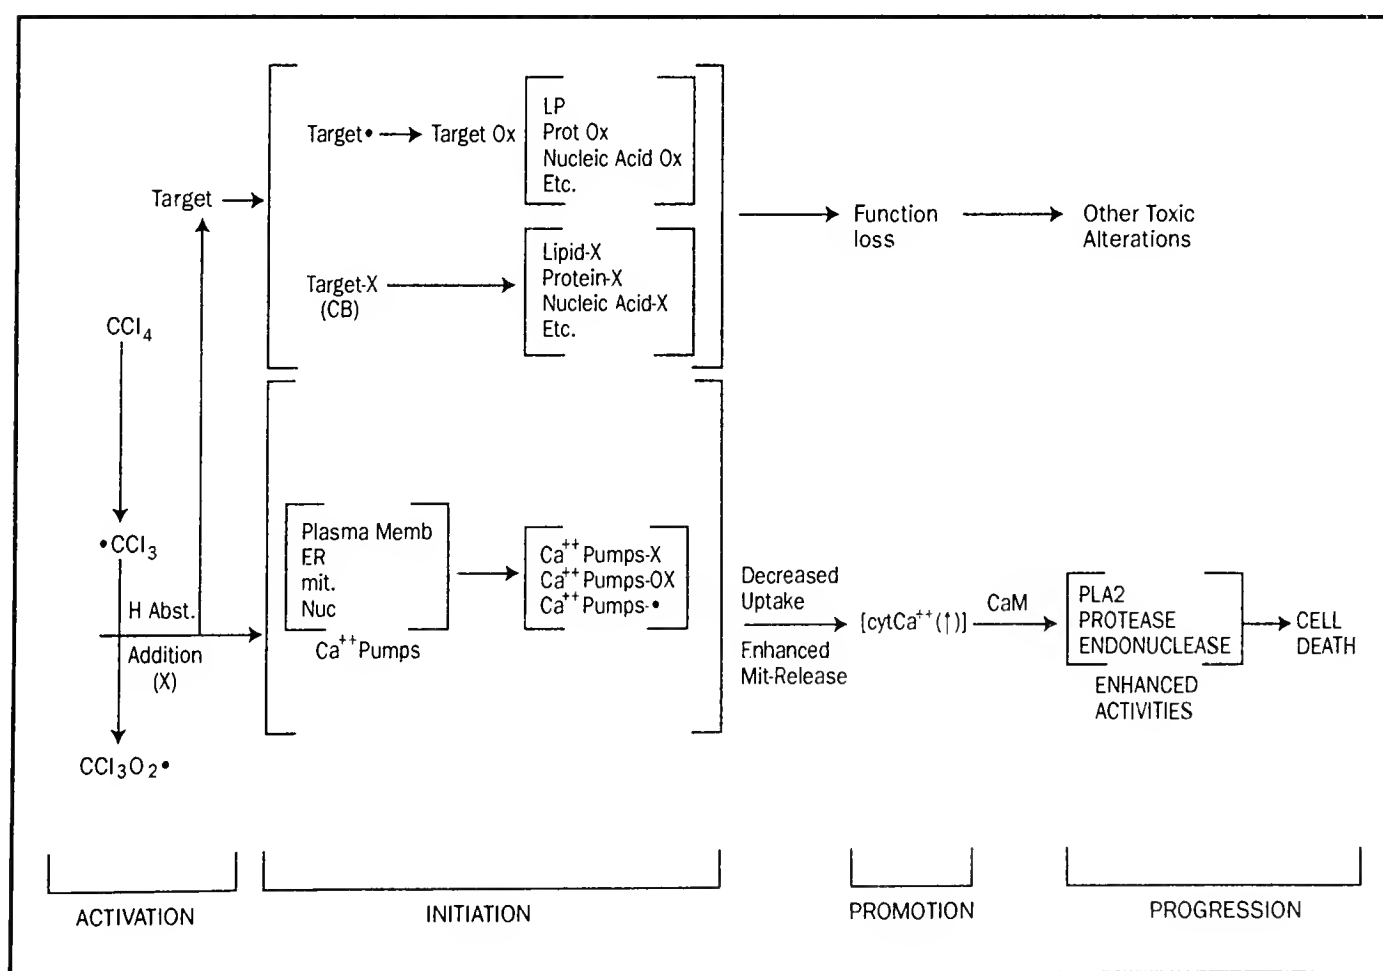 Target• → Target Ox
LP
Prot Ox
Nucleic Acid Ox
Etc.
Target
Target-X
(CB)
Lipid-X
Protein-X
Nucleic Acid-X
Etc.
Function
loss
Other Toxic
Alterations
CCl4
•CCl3
H Abst.
Addition
(X)
CCl3O2•
Plasma Memb
ER
mit.
Nuc
Ca++ Pumps
Ca++ Pumps-X
Ca++ Pumps-OX
Ca++ Pumps-•
Decreased
Uptake
Enhanced
Mit-Release
[cytCa++(↑)]
CaM
PLA2
PROTEASE
ENDONUCLEASE
ENHANCED
ACTIVITIES
CELL
DEATH
ACTIVATION
INITIATION
PROMOTION
PROGRESSION